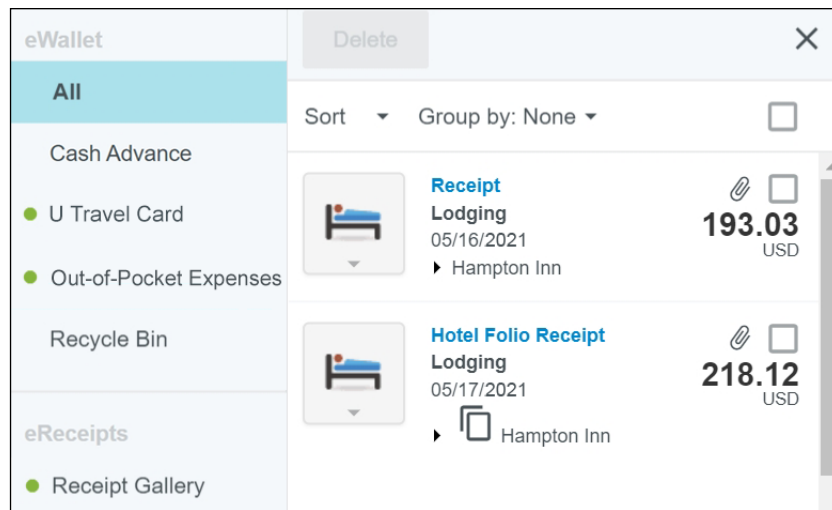 eWallet
All
Cash Advance
U Travel Card
Out-of-Pocket Expenses
Recycle Bin
eReceipts
Receipt Gallery
Delete
Sort
Group by: None
Receipt
Lodging
05/16/2021
Hampton Inn
193.03
USD
Hotel Folio Receipt
Lodging
05/17/2021
Hampton Inn
218.12
USD